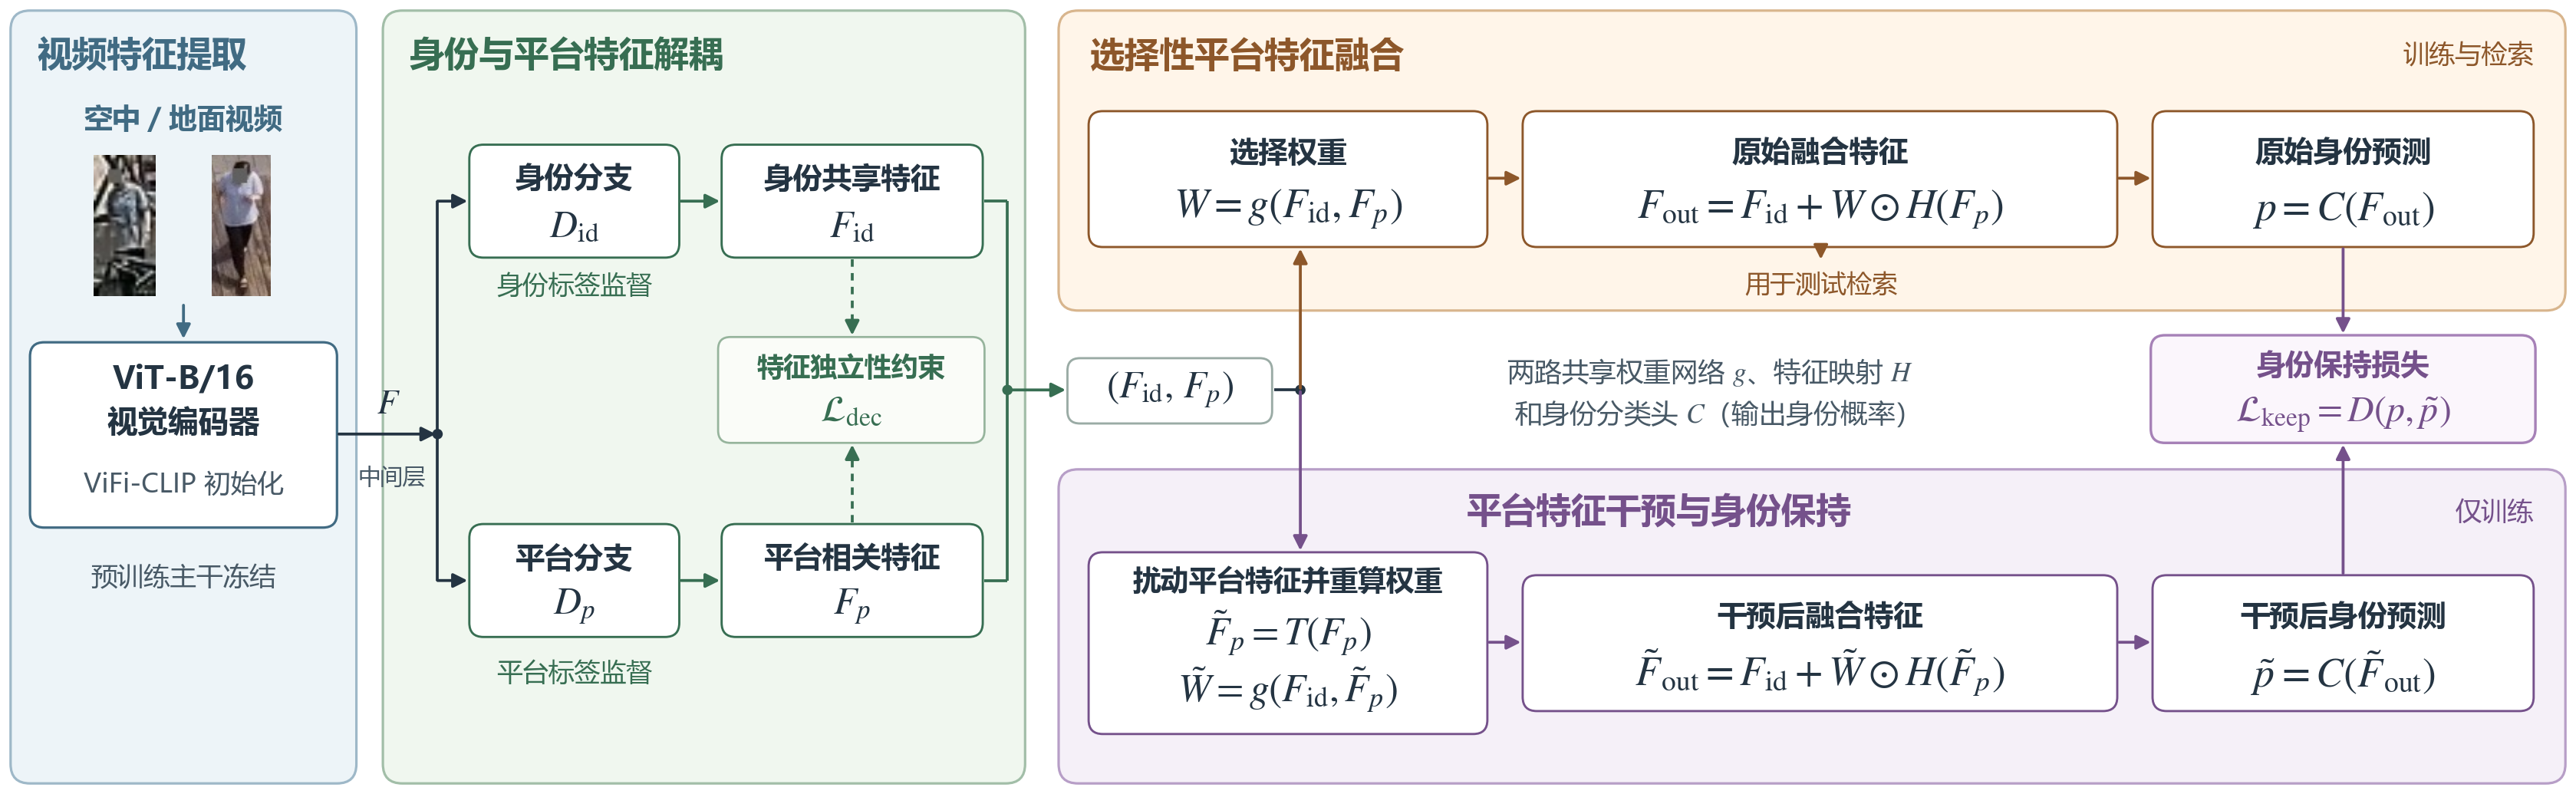 视频特征提取
空中 / 地面视频
ViT-B/16
视觉编码器
ViFi-CLIP 初始化
预训练主干冻结
F
中间层
身份与平台特征解耦
身份分支
D_id
身份标签监督
身份共享特征
F_id
特征独立性约束
ℒ_dec
平台分支
D_p
平台标签监督
平台相关特征
F_p
(F_id, F_p)
选择性平台特征融合
训练与检索
选择权重
W = g(F_id, F_p)
原始融合特征
F_out = F_id + W ⊙ H(F_p)
用于测试检索
原始身份预测
p = C(F_out)
两路共享权重网络 g、特征映射 H
和身份分类头 C（输出身份概率）
身份保持损失
ℒ_keep = D(p, p̃)
平台特征干预与身份保持
仅训练
扰动平台特征并重算权重
F̃_p = T(F_p)
W̃ = g(F_id, F̃_p)
干预后融合特征
F̃_out = F_id + W̃ ⊙ H(F̃_p)
干预后身份预测
p̃ = C(F̃_out)